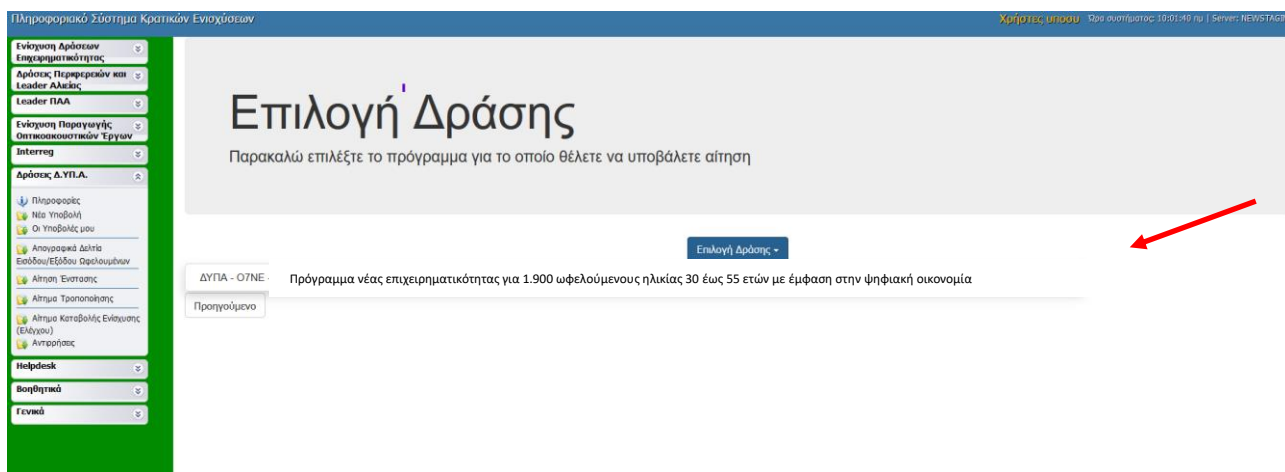 Πληροφοριακό Σύστημα Κρατικών Ενισχύσεων
Χρήστες υποσυ Ώρα συστήματος: 10:01:40 πμ | Server: NEWSTAGIN
Ενίσχυση Δράσεων
Επιχειρηματικότητας
Δράσεις Περιφερειών και
Leader Αλιείας
Leader ΠΑΑ
Ενίσχυση Παραγωγής
Οπτικοακουστικών Έργων
Interreg
Δράσεις Δ.ΥΠ.Α.
Πληροφορίες
Νέα Υποβολή
Οι Υποβολές μου
Απογραφικά Δελτία
Εισόδου/Εξόδου Ωφελουμένων
Αίτηση Ένστασης
Αίτημα Τροποποίησης
Αίτημα Καταβολής Ενίσχυσης
(Ελέγχου)
Αντιρρήσεις
Helpdesk
Βοηθητικά
Γενικά
Επιλογή Δράσης
Παρακαλώ επιλέξτε το πρόγραμμα για το οποίο θέλετε να υποβάλετε αίτηση
Επιλογή Δράσης
ΔΥΠΑ - Ο7ΝΕ - Πρόγραμμα νέας επιχειρηματικότητας για 1.900 ωφελούμενους ηλικίας 30 έως 55 ετών με έμφαση στην ψηφιακή οικονομία
Προηγούμενο